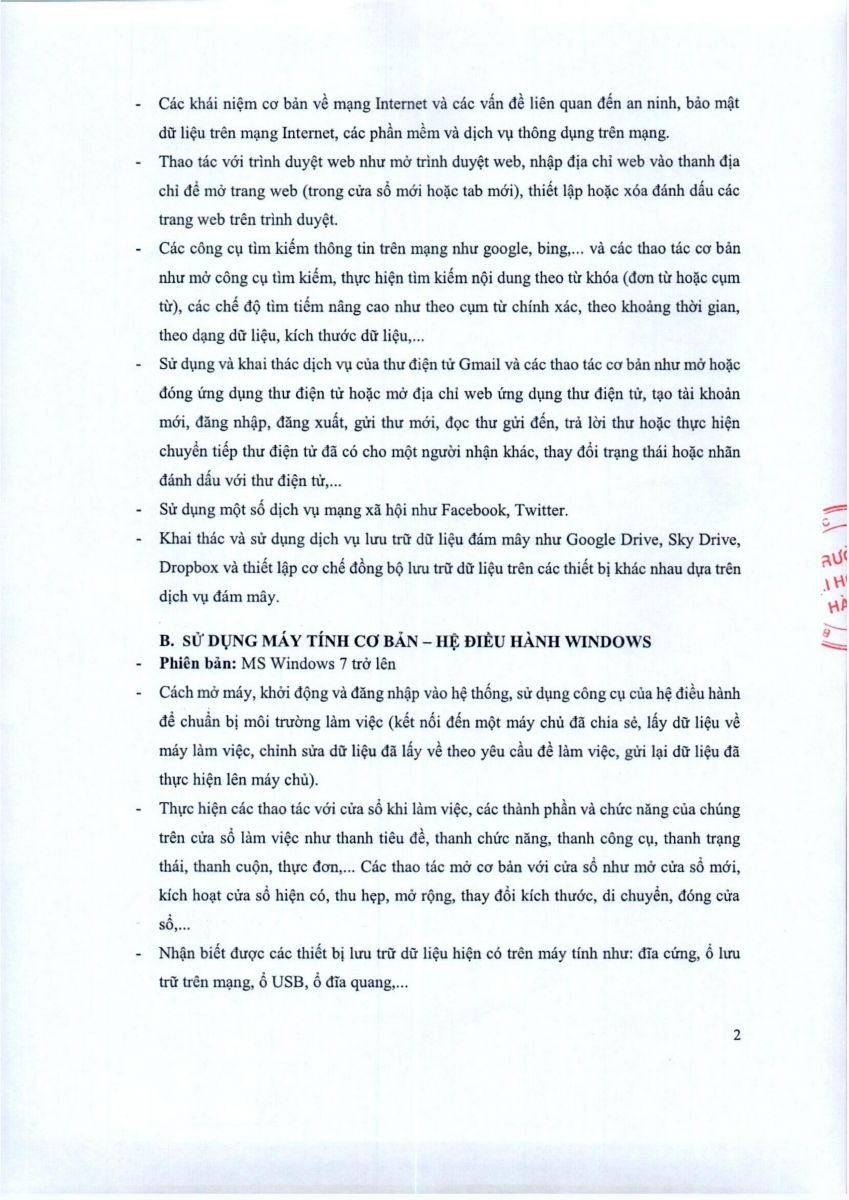 - Các khái niệm cơ bản về mạng Internet và các vấn đề liên quan đến an ninh, bảo mật
dữ liệu trên mạng Internet, các phần mềm và dịch vụ thông dụng trên mạng.
- Thao tác với trình duyệt web như mở trình duyệt web, nhập địa chỉ web vào thanh địa
chỉ để mở trang web (trong cửa sổ mới hoặc tab mới), thiết lập hoặc xóa đánh dấu các
trang web trên trình duyệt.
- Các công cụ tìm kiếm thông tin trên mạng như google, bing,... và các thao tác cơ bản
như mở công cụ tìm kiếm, thực hiện tìm kiếm nội dung theo từ khóa (đơn từ hoặc cụm
từ), các chế độ tìm tiếm nâng cao như theo cụm từ chính xác, theo khoảng thời gian,
theo dạng dữ liệu, kích thước dữ liệu,...
- Sử dụng và khai thác dịch vụ của thư điện tử Gmail và các thao tác cơ bản như mở hoặc
đóng ứng dụng thư điện tử hoặc mở địa chỉ web ứng dụng thư điện tử, tạo tài khoản
mới, đăng nhập, đăng xuất, gửi thư mới, đọc thư gửi đến, trả lời thư hoặc thực hiện
chuyển tiếp thư điện tử đã có cho một người nhận khác, thay đổi trạng thái hoặc nhãn
đánh dấu với thư điện tử,...
- Sử dụng một số dịch vụ mạng xã hội như Facebook, Twitter.
- Khai thác và sử dụng dịch vụ lưu trữ dữ liệu đám mây như Google Drive, Sky Drive,
Dropbox và thiết lập cơ chế đồng bộ lưu trữ dữ liệu trên các thiết bị khác nhau dựa trên
dịch vụ đám mây.
B. SỬ DỤNG MÁY TÍNH CƠ BẢN – HỆ ĐIỀU HÀNH WINDOWS
- Phiên bản: MS Windows 7 trở lên
- Cách mở máy, khởi động và đăng nhập vào hệ thống, sử dụng công cụ của hệ điều hành
để chuẩn bị môi trường làm việc (kết nối đến một máy chủ đã chia sẻ, lấy dữ liệu về
máy làm việc, chỉnh sửa dữ liệu đã lấy về theo yêu cầu đề làm việc, gửi lại dữ liệu đã
thực hiện lên máy chủ).
- Thực hiện các thao tác với cửa sổ khi làm việc, các thành phần và chức năng của chúng
trên cửa sổ làm việc như thanh tiêu đề, thanh chức năng, thanh công cụ, thanh trạng
thái, thanh cuộn, thực đơn,... Các thao tác mở cơ bản với cửa sổ như mở cửa sổ mới,
kích hoạt cửa sổ hiện có, thu hẹp, mở rộng, thay đổi kích thước, di chuyển, đóng cửa
sổ,...
- Nhận biết được các thiết bị lưu trữ dữ liệu hiện có trên máy tính như: đĩa cứng, ổ lưu
trữ trên mạng, ổ USB, ổ đĩa quang,...
2